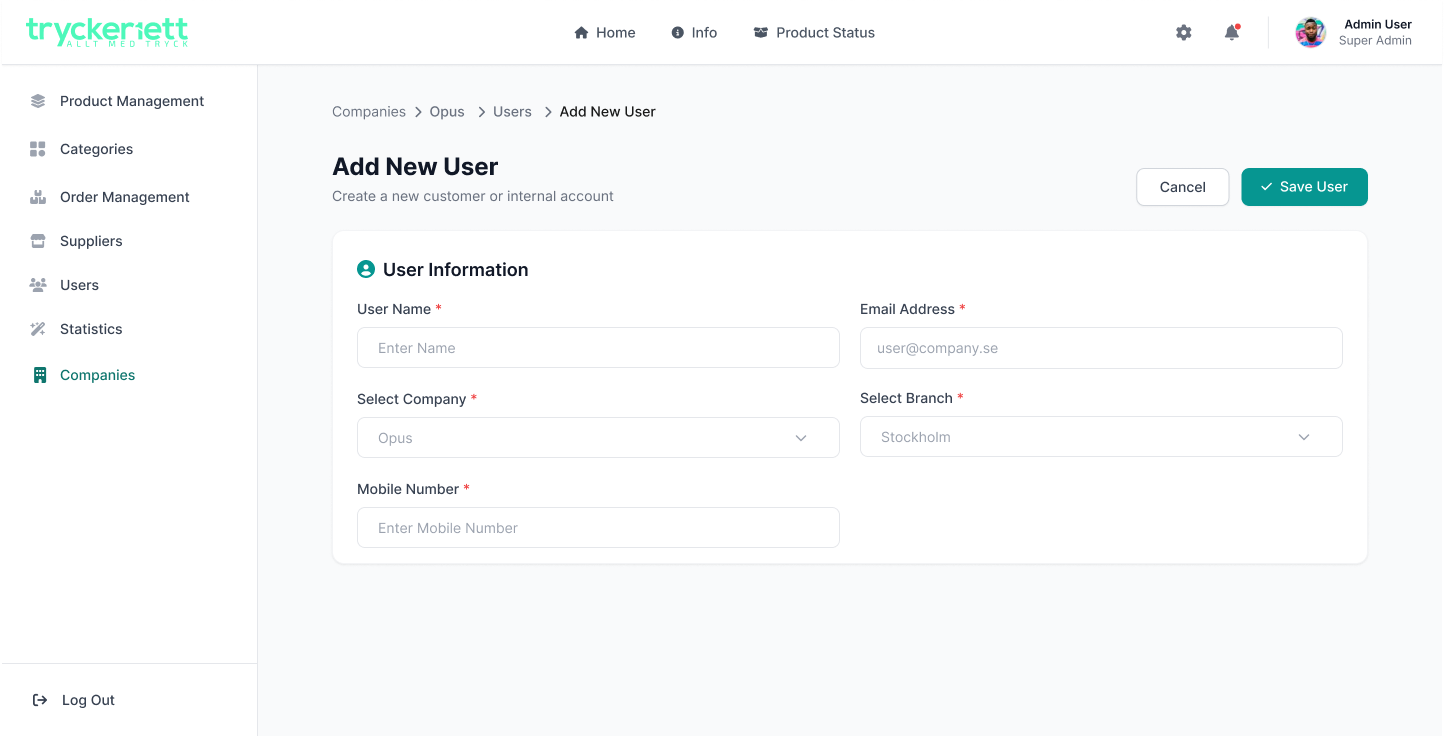 tryckeriett
ALLT MED TRYCK
Home Info Product Status
Admin User
Super Admin
Product Management
Categories
Order Management
Suppliers
Users
Statistics
Companies
Log Out
Companies > Opus > Users > Add New User
Add New User
Create a new customer or internal account
Cancel Save User
User Information
User Name * Email Address *
Enter Name user@company.se
Select Company * Select Branch *
Opus Stockholm
Mobile Number *
Enter Mobile Number